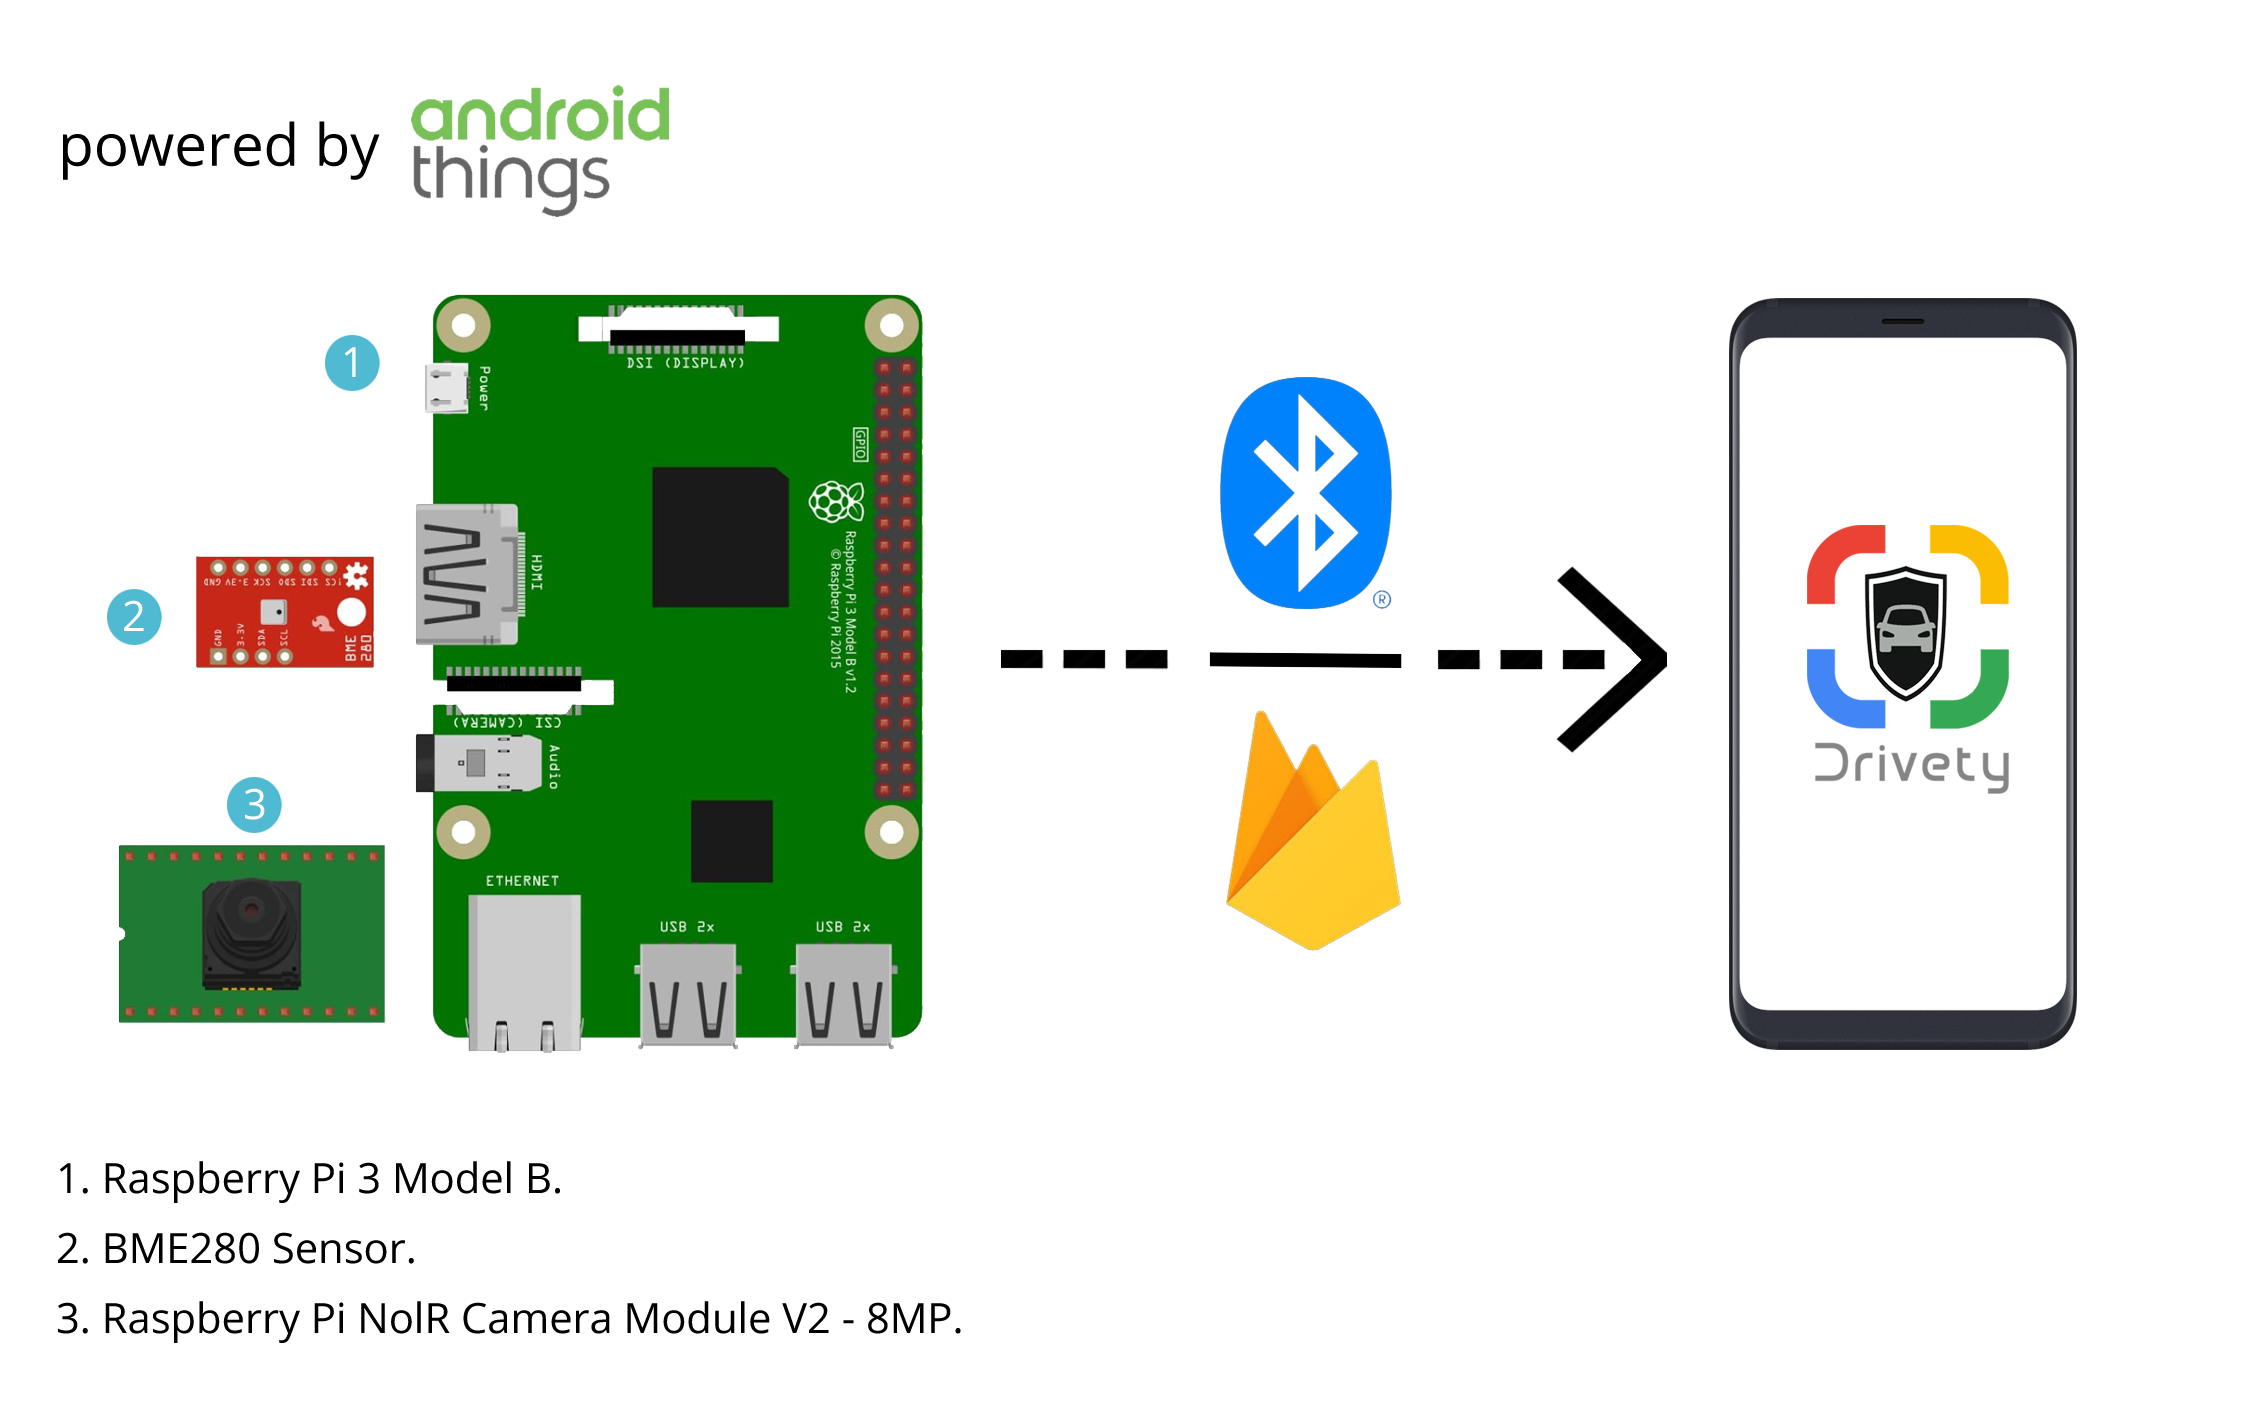 powered by
android
things
1
DSI (DISPLAY)
Power
GPIO
Raspberry Pi 3 Model B v1.2
© Raspberry Pi 2015
HDMI
2
GND 3.3V SCK SDO SDI !CS
GND 3.3V SDA SCL
BME
280
CSI (CAMERA)
Audio
3
ETHERNET
USB 2x
USB 2x
®
Drivety
1. Raspberry Pi 3 Model B.
2. BME280 Sensor.
3. Raspberry Pi NolR Camera Module V2 - 8MP.